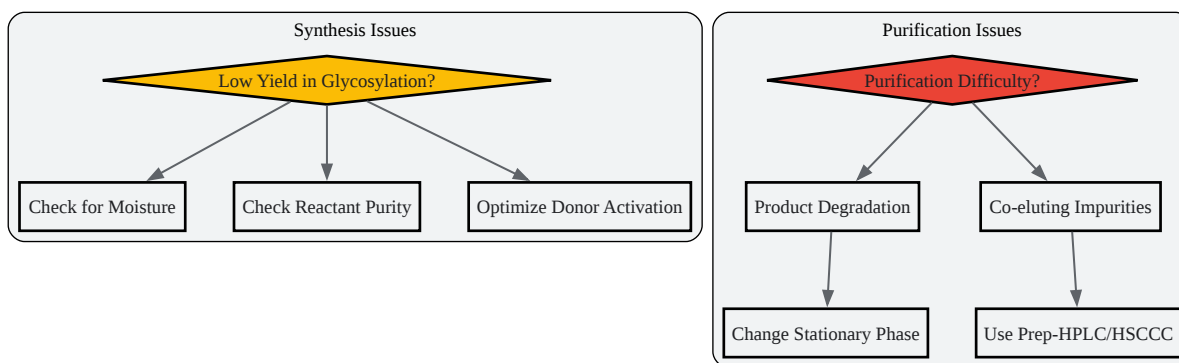 Synthesis Issues
Low Yield in Glycosylation?
Check for Moisture
Check Reactant Purity
Optimize Donor Activation
Purification Issues
Purification Difficulty?
Product Degradation
Co-eluting Impurities
Change Stationary Phase
Use Prep-HPLC/HSCCC